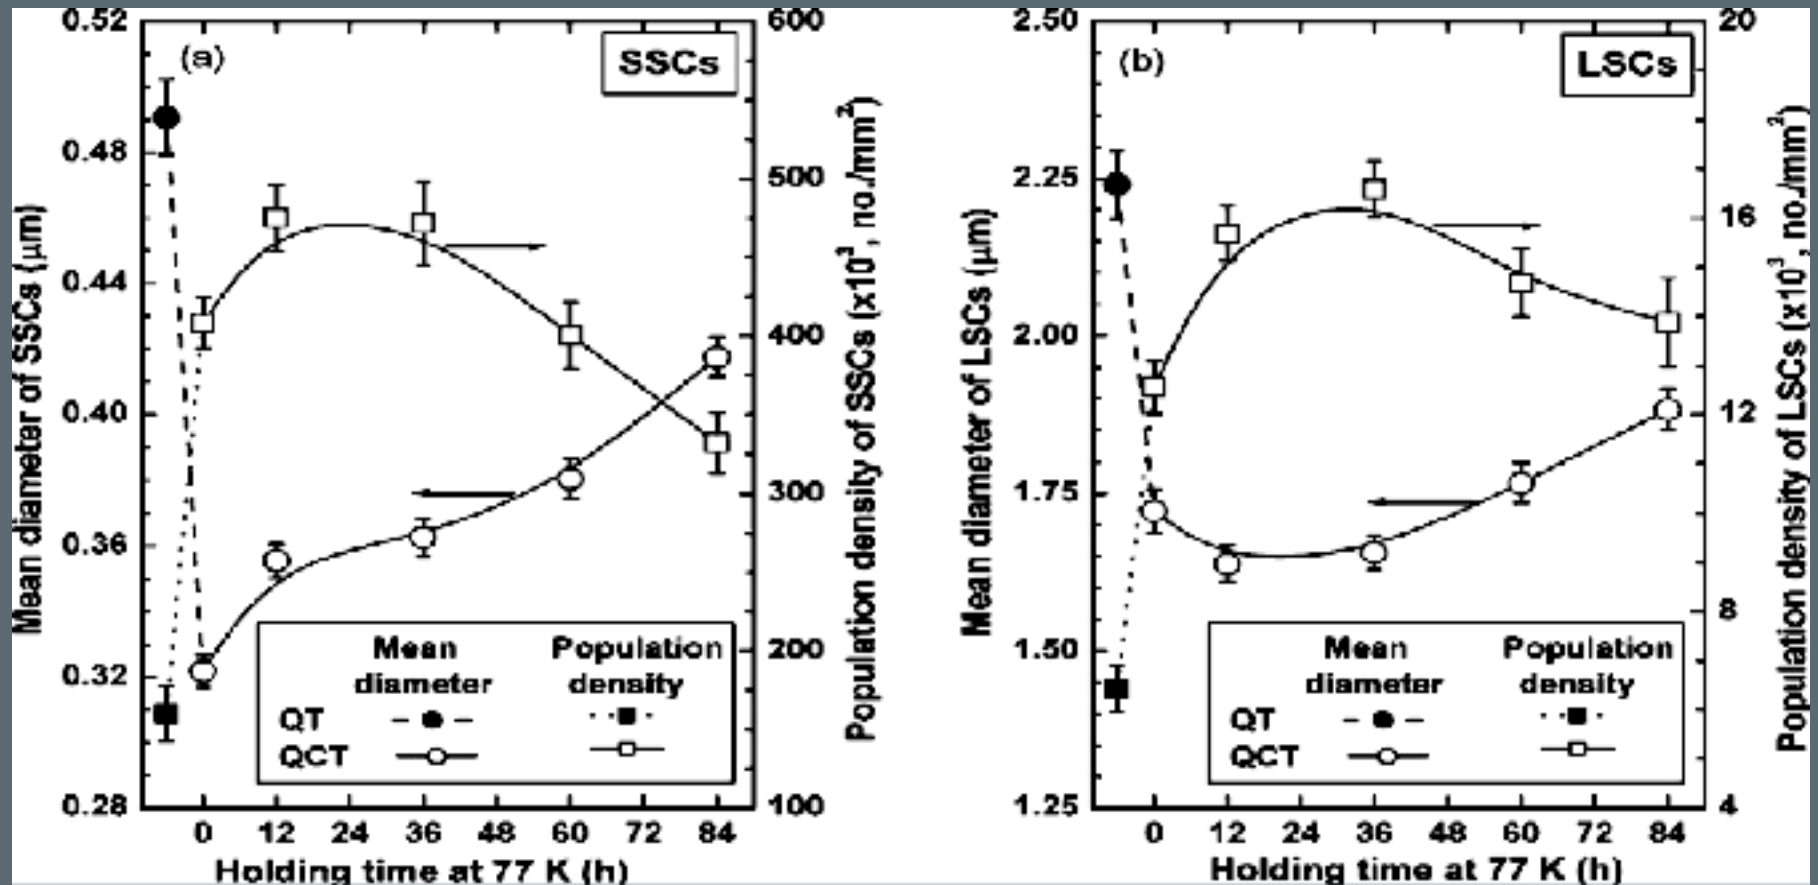 (a)
SSCs
0.52
0.48
0.44
0.40
0.36
0.32
0.28
Mean diameter of SSCs (µm)
600
500
400
300
200
100
Population density of SSCs (x10³, no./mm²)
Mean diameter
Population density
QT
QCT
0 12 24 36 48 60 72 84
Holding time at 77 K (h)
(b)
LSCs
2.50
2.25
2.00
1.75
1.50
1.25
Mean diameter of LSCs (µm)
20
16
12
8
4
Population density of LSCs (x10³, no./mm²)
Mean diameter
Population density
QT
QCT
0 12 24 36 48 60 72 84
Holding time at 77 K (h)